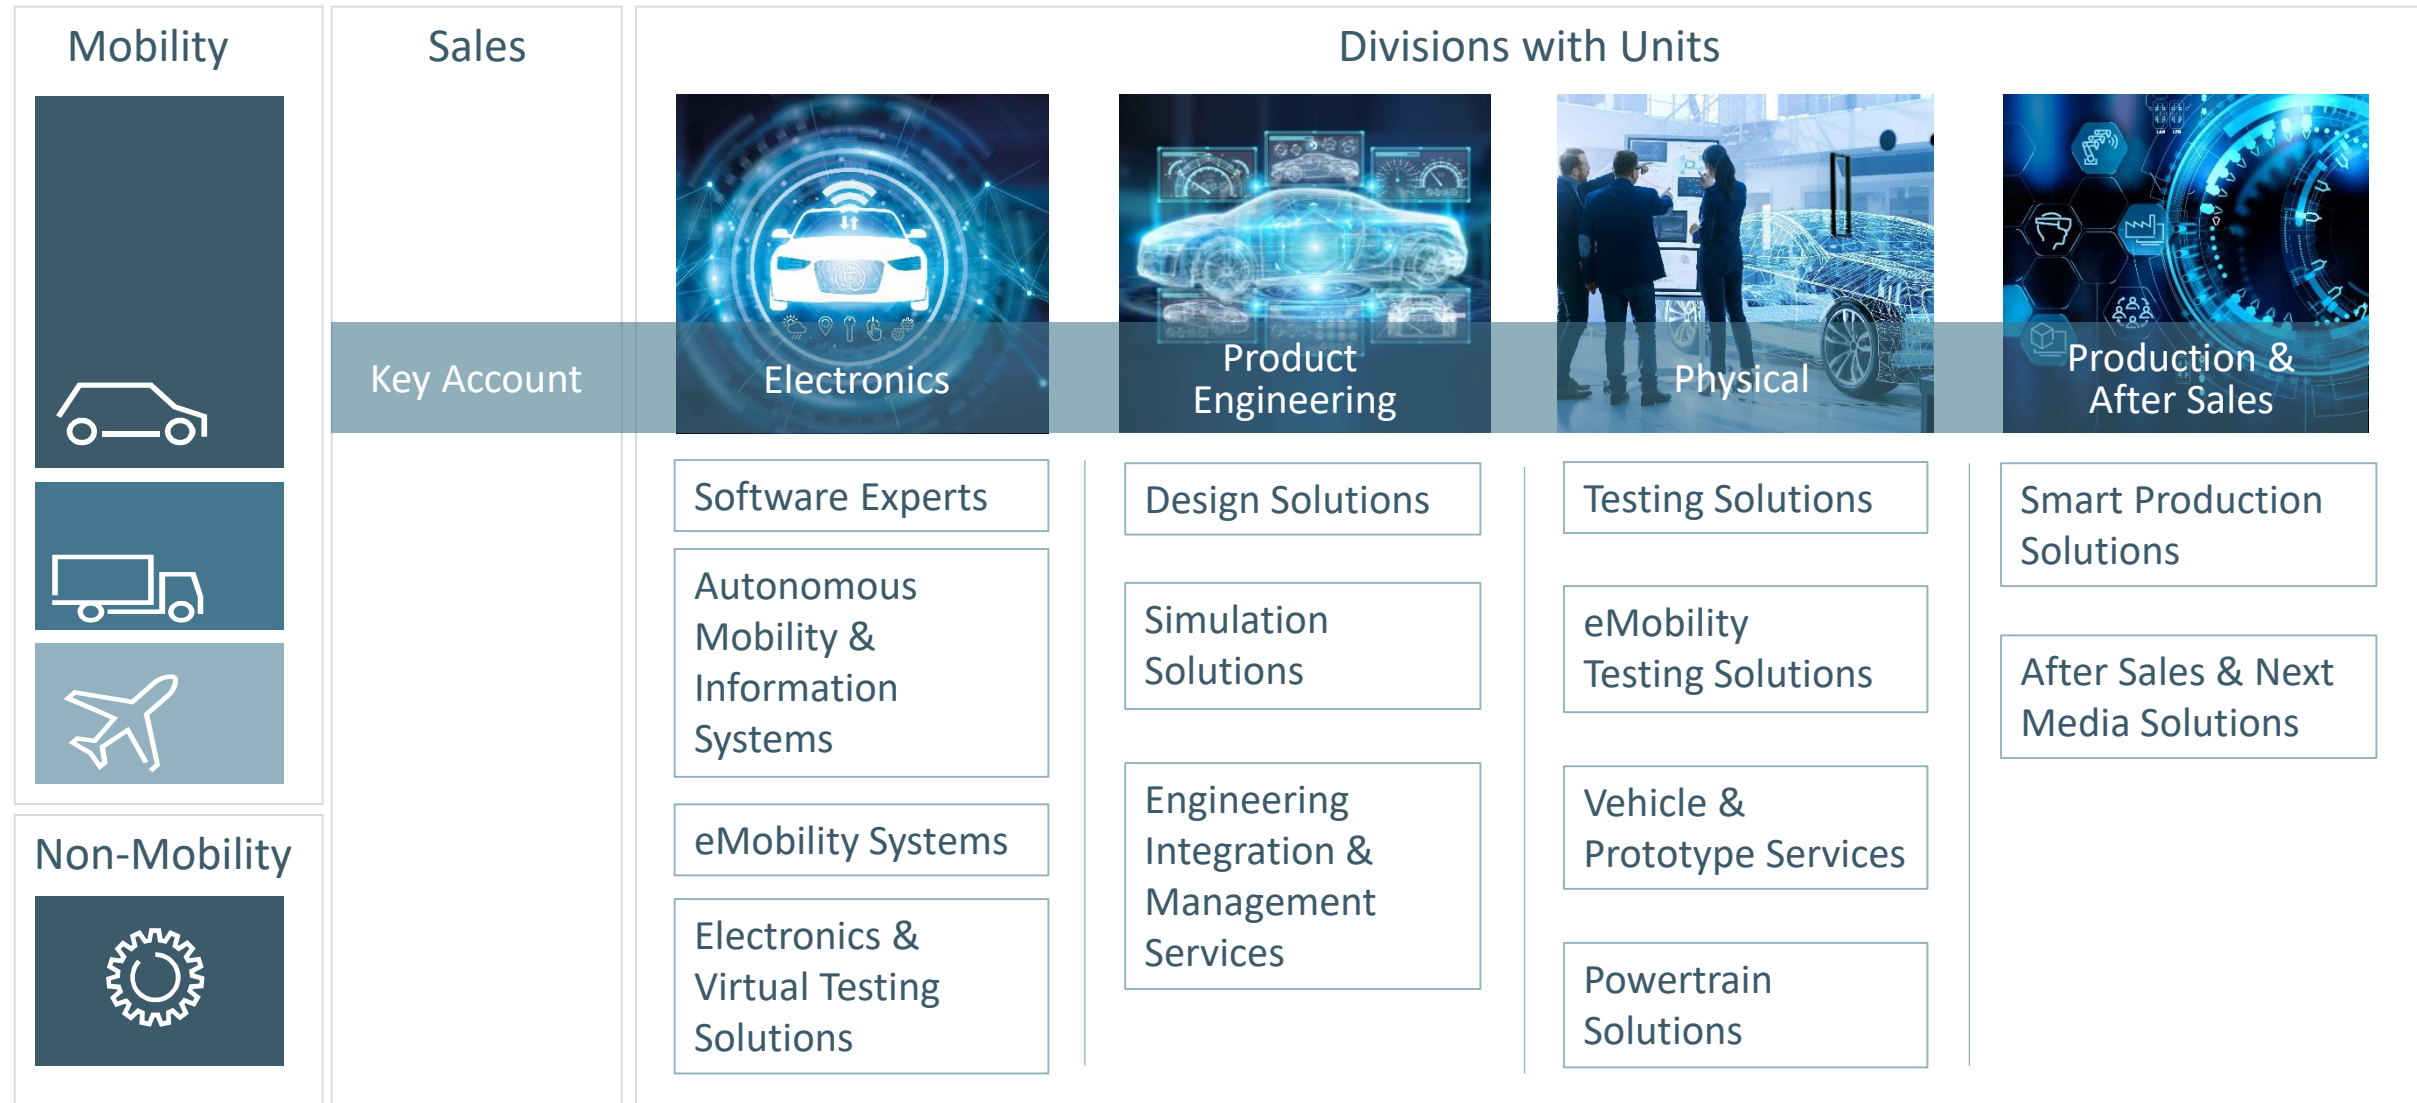 Mobility
Sales
Divisions with Units
Key Account
Electronics
Product
Engineering
Physical
Production &
After Sales
Software Experts
Autonomous
Mobility &
Information
Systems
eMobility Systems
Electronics &
Virtual Testing
Solutions
Design Solutions
Simulation
Solutions
Engineering
Integration &
Management
Services
Testing Solutions
eMobility
Testing Solutions
Vehicle &
Prototype Services
Powertrain
Solutions
Smart Production
Solutions
After Sales & Next
Media Solutions
Non-Mobility